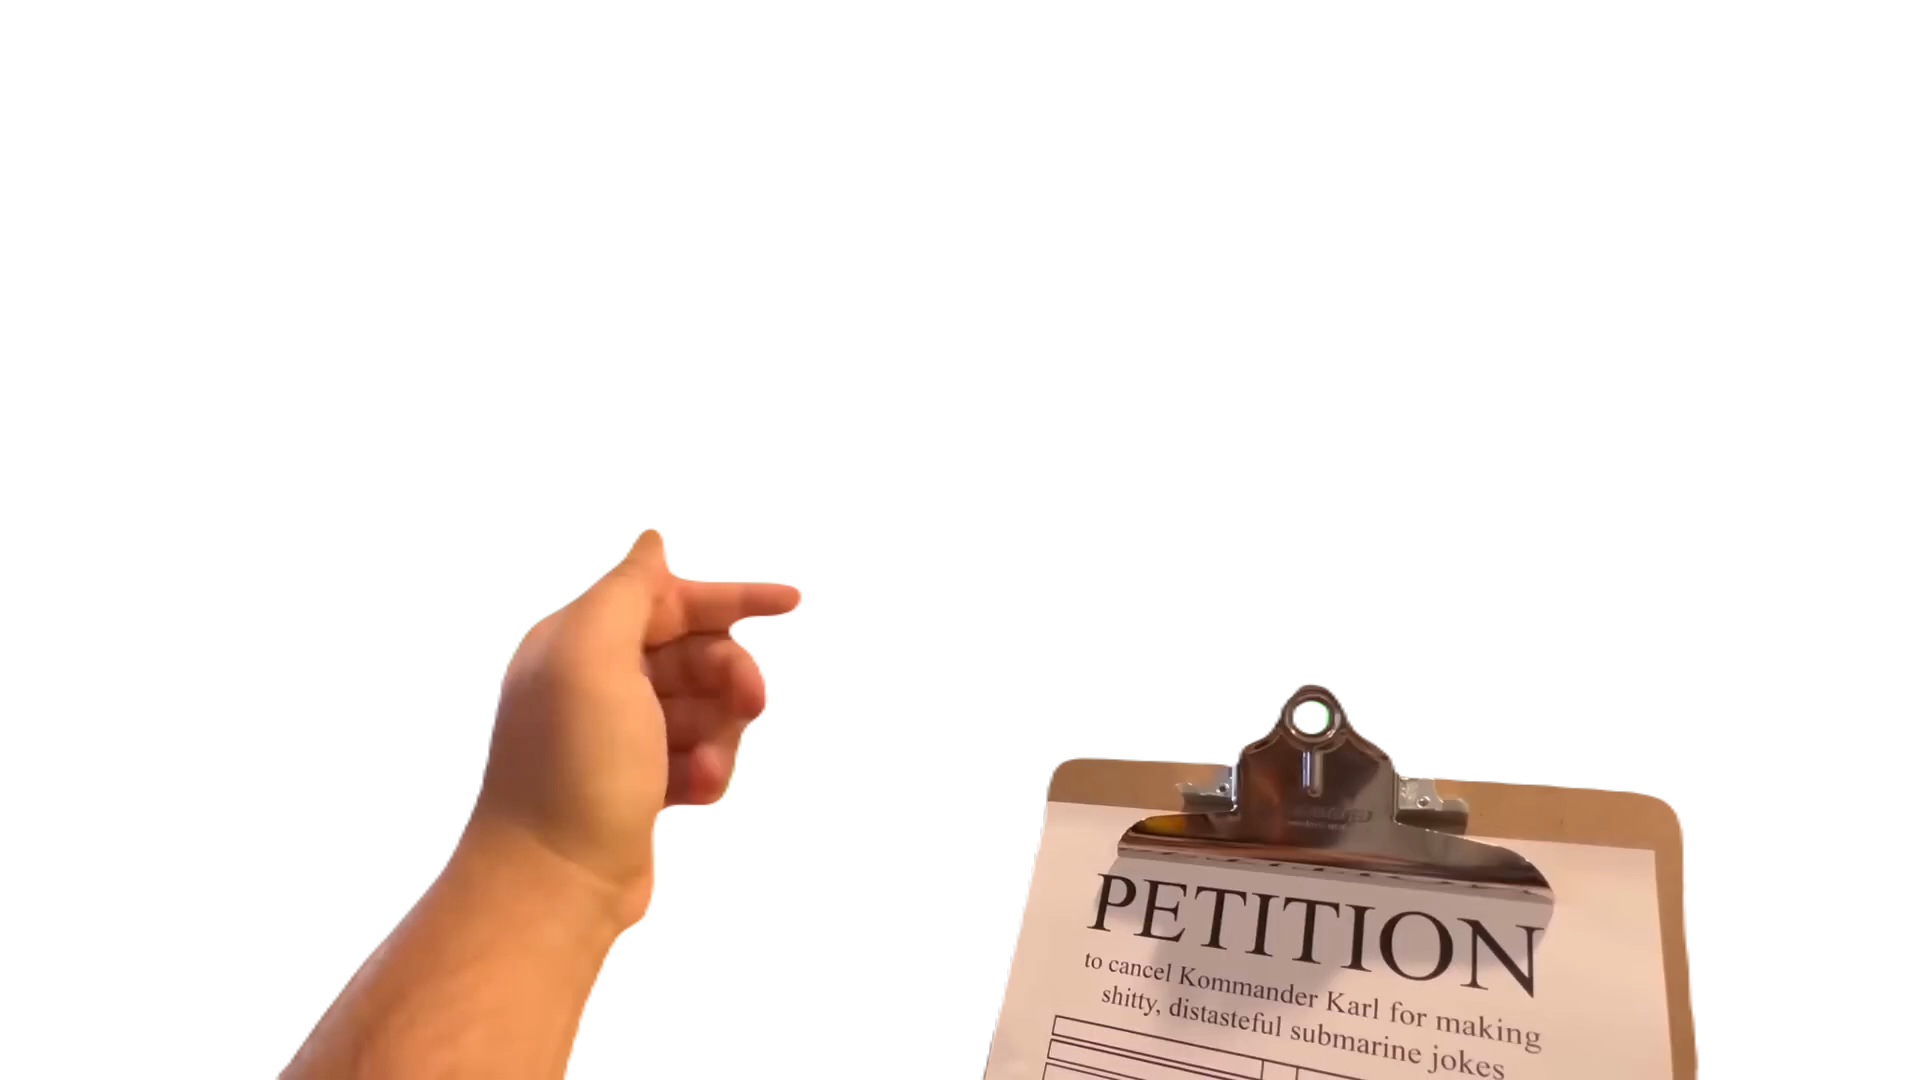 PETITION
to cancel Kommander Karl for making
shitty, distasteful submarine jokes